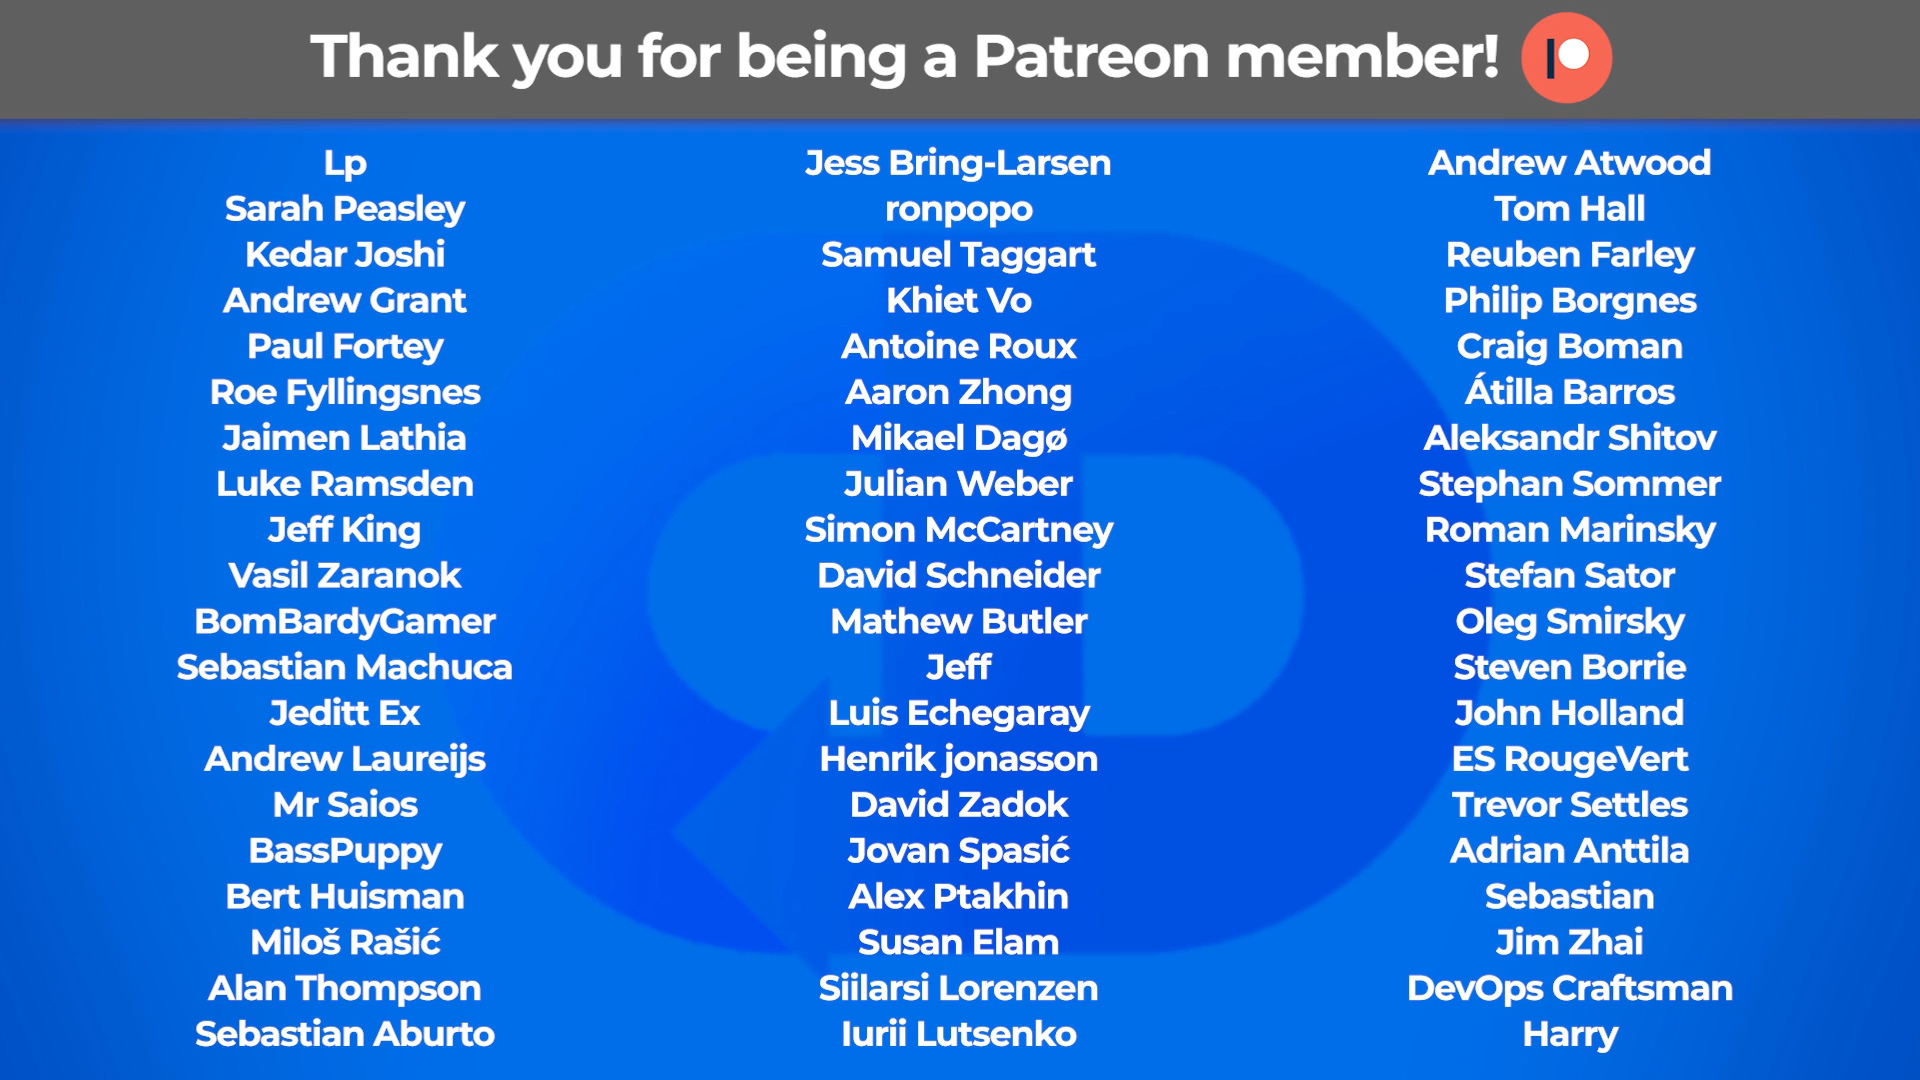 Thank you for being a Patreon member!
Lp
Sarah Peasley
Kedar Joshi
Andrew Grant
Paul Fortey
Roe Fyllingsnes
Jaimen Lathia
Luke Ramsden
Jeff King
Vasil Zaranok
BomBardyGamer
Sebastian Machuca
Jeditt Ex
Andrew Laureijs
Mr Saios
BassPuppy
Bert Huisman
Miloš Rašić
Alan Thompson
Sebastian Aburto
Jess Bring-Larsen
ronpopo
Samuel Taggart
Khiet Vo
Antoine Roux
Aaron Zhong
Mikael Dagø
Julian Weber
Simon McCartney
David Schneider
Mathew Butler
Jeff
Luis Echegaray
Henrik jonasson
David Zadok
Jovan Spasić
Alex Ptakhin
Susan Elam
Siilarsi Lorenzen
Iurii Lutsenko
Andrew Atwood
Tom Hall
Reuben Farley
Philip Borgnes
Craig Boman
Átilla Barros
Aleksandr Shitov
Stephan Sommer
Roman Marinsky
Stefan Sator
Oleg Smirsky
Steven Borrie
John Holland
ES RougeVert
Trevor Settles
Adrian Anttila
Sebastian
Jim Zhai
DevOps Craftsman
Harry